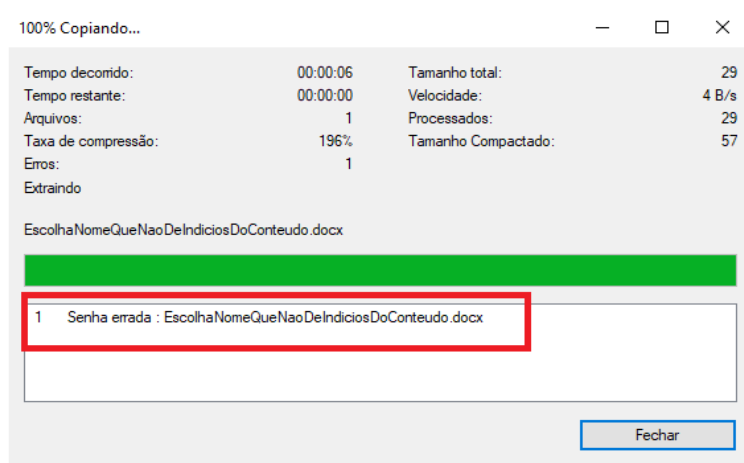 100% Copiando...
Tempo decorrido: 00:00:06 Tamanho total: 29
Tempo restante: 00:00:00 Velocidade: 4 B/s
Arquivos: 1 Processados: 29
Taxa de compressão: 196% Tamanho Compactado: 57
Erros: 1
Extraindo
EscolhaNomeQueNaoDeIndiciosDoConteudo.docx
1 Senha errada : EscolhaNomeQueNaoDeIndiciosDoConteudo.docx
Fechar